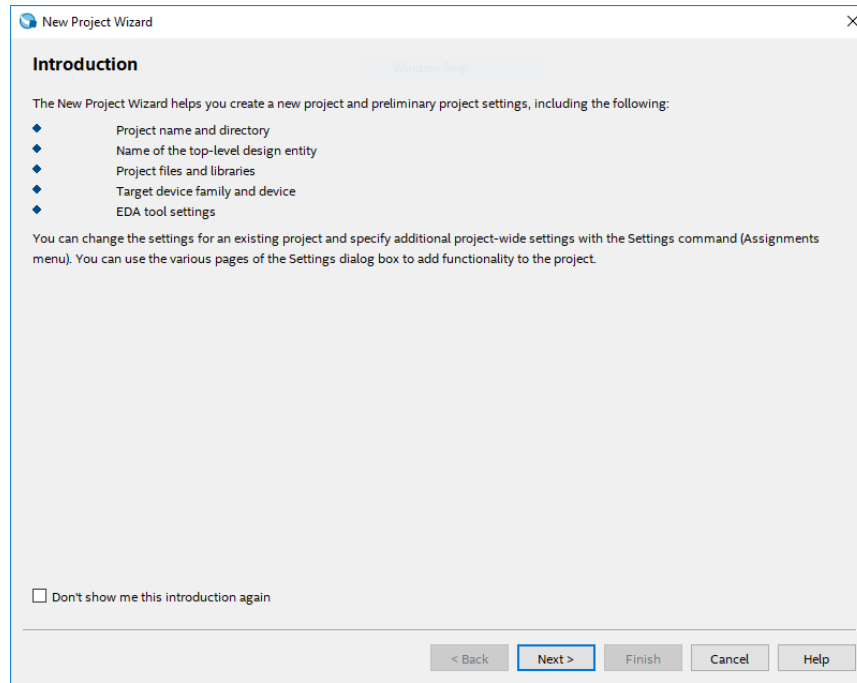 New Project Wizard
Introduction
Window Snip
The New Project Wizard helps you create a new project and preliminary project settings, including the following:
Project name and directory
Name of the top-level design entity
Project files and libraries
Target device family and device
EDA tool settings
You can change the settings for an existing project and specify additional project-wide settings with the Settings command (Assignments
menu). You can use the various pages of the Settings dialog box to add functionality to the project.
Don't show me this introduction again
< Back Next > Finish Cancel Help